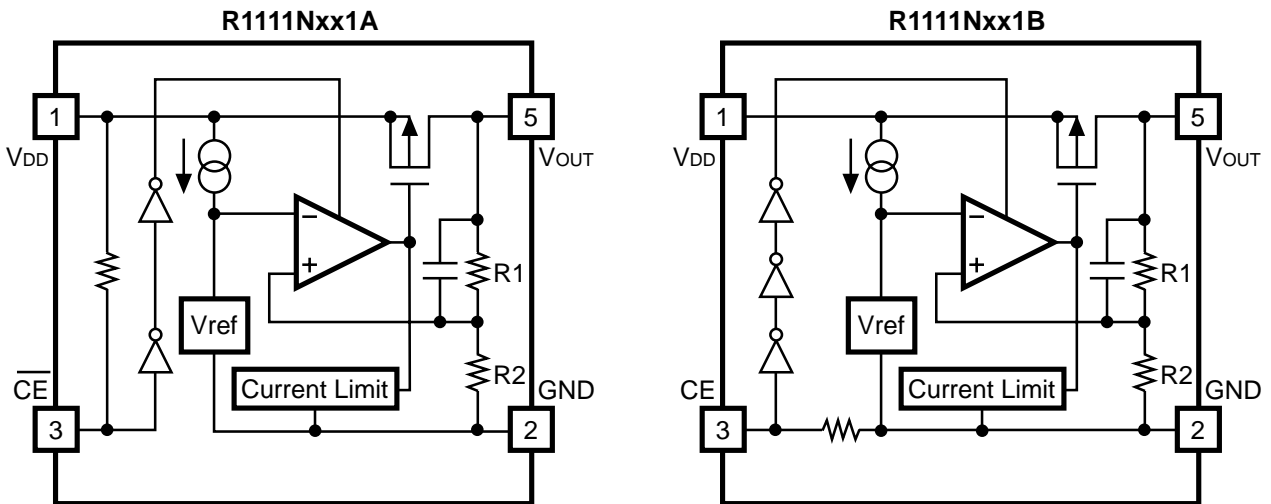 R1111Nxx1A
1
5
VDD
VOUT
−
+
R1
Vref
R2
CE
Current Limit
GND
3
2
R1111Nxx1B
1
5
VDD
VOUT
−
+
R1
Vref
R2
CE
Current Limit
GND
3
2